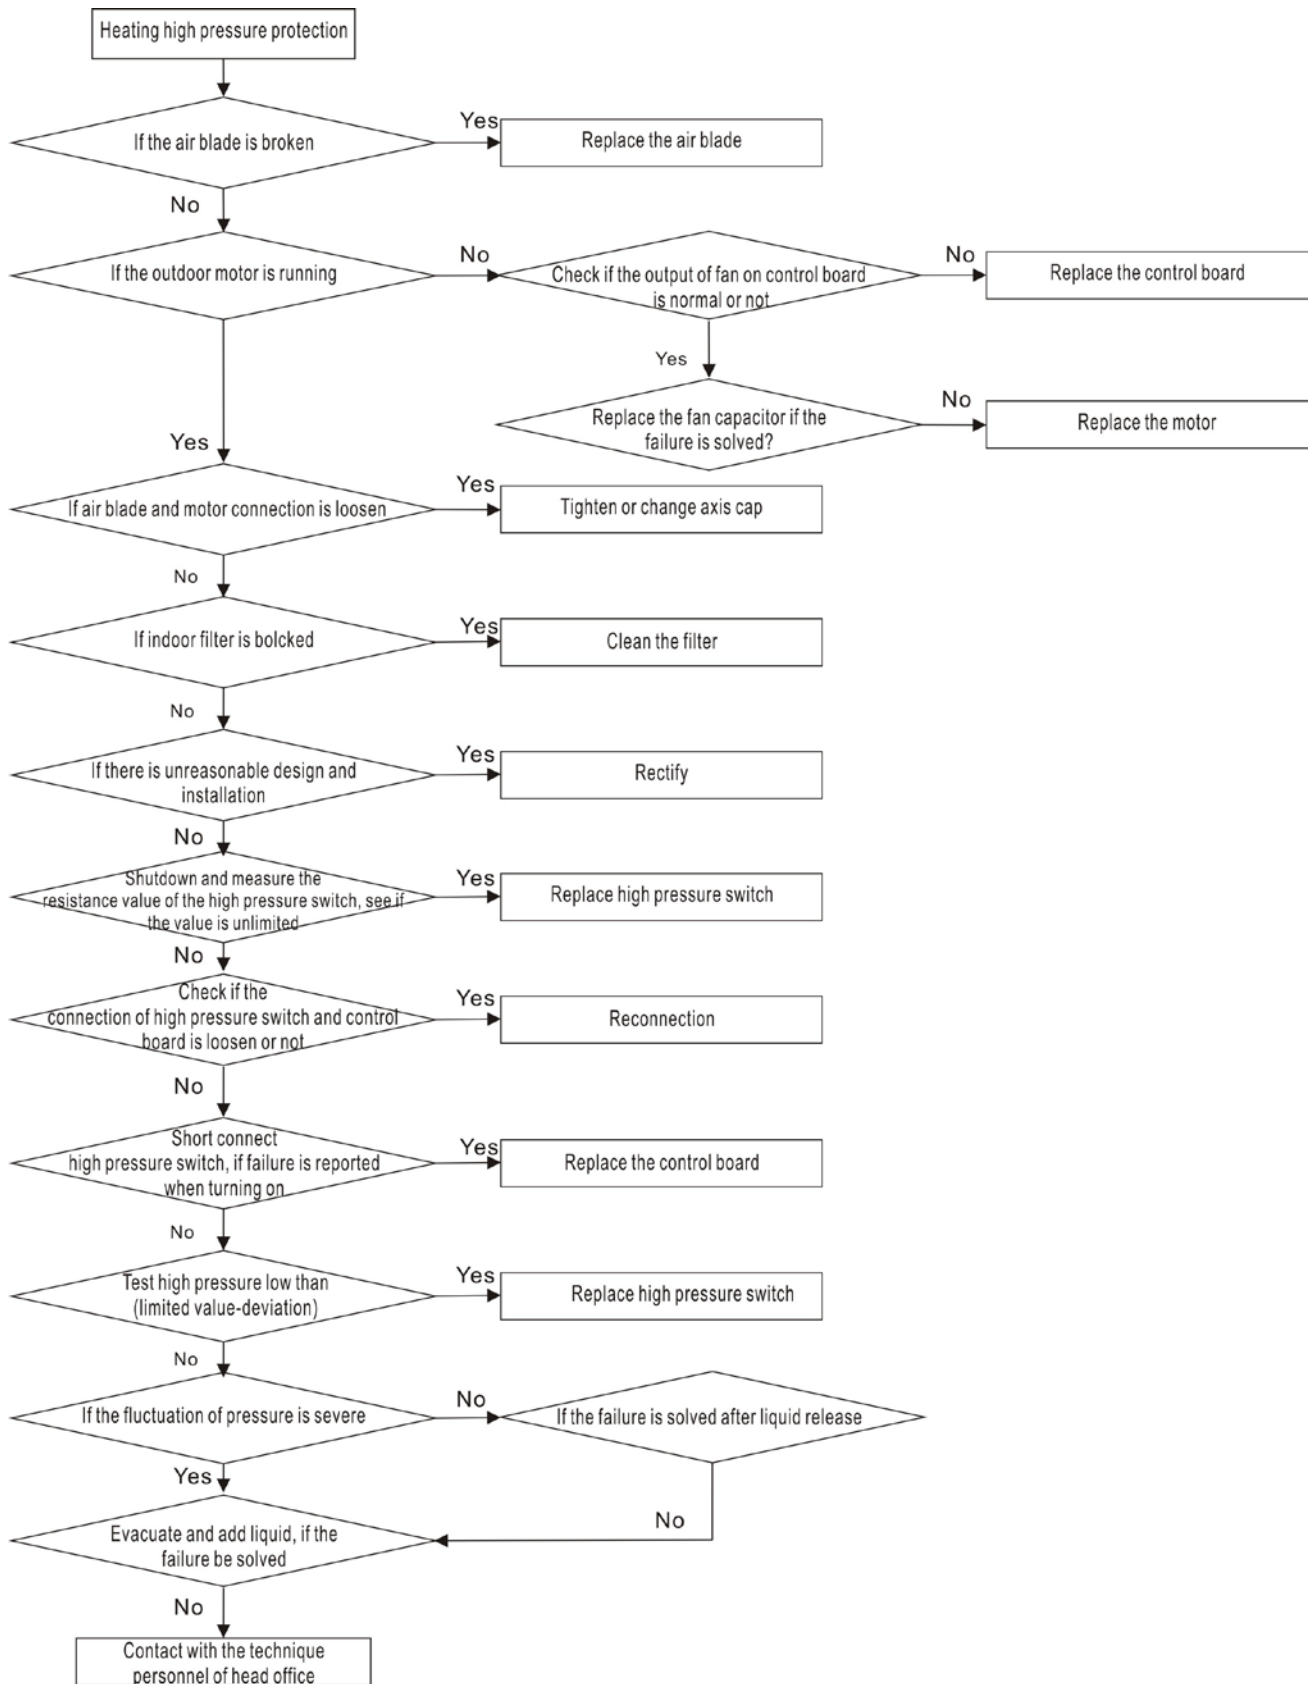 Heating high pressure protection
If the air blade is broken
Yes
Replace the air blade
No
If the outdoor motor is running
No
Check if the output of fan on control board
is normal or not
No
Replace the control board
Yes
Replace the fan capacitor if the
failure is solved?
No
Replace the motor
Yes
If air blade and motor connection is loosen
Yes
Tighten or change axis cap
No
If indoor filter is bolcked
Yes
Clean the filter
No
If there is unreasonable design and
installation
Yes
Rectify
No
Shutdown and measure the
resistance value of the high pressure switch, see if
the value is unlimited
Yes
Replace high pressure switch
No
Check if the
connection of high pressure switch and control
board is loosen or not
Yes
Reconnection
No
Short connect
high pressure switch, if failure is reported
when turning on
Yes
Replace the control board
No
Test high pressure low than
(limited value-deviation)
Yes
Replace high pressure switch
No
If the fluctuation of pressure is severe
No
If the failure is solved after liquid release
Yes
No
Evacuate and add liquid, if the
failure be solved
No
Contact with the technique
personnel of head office